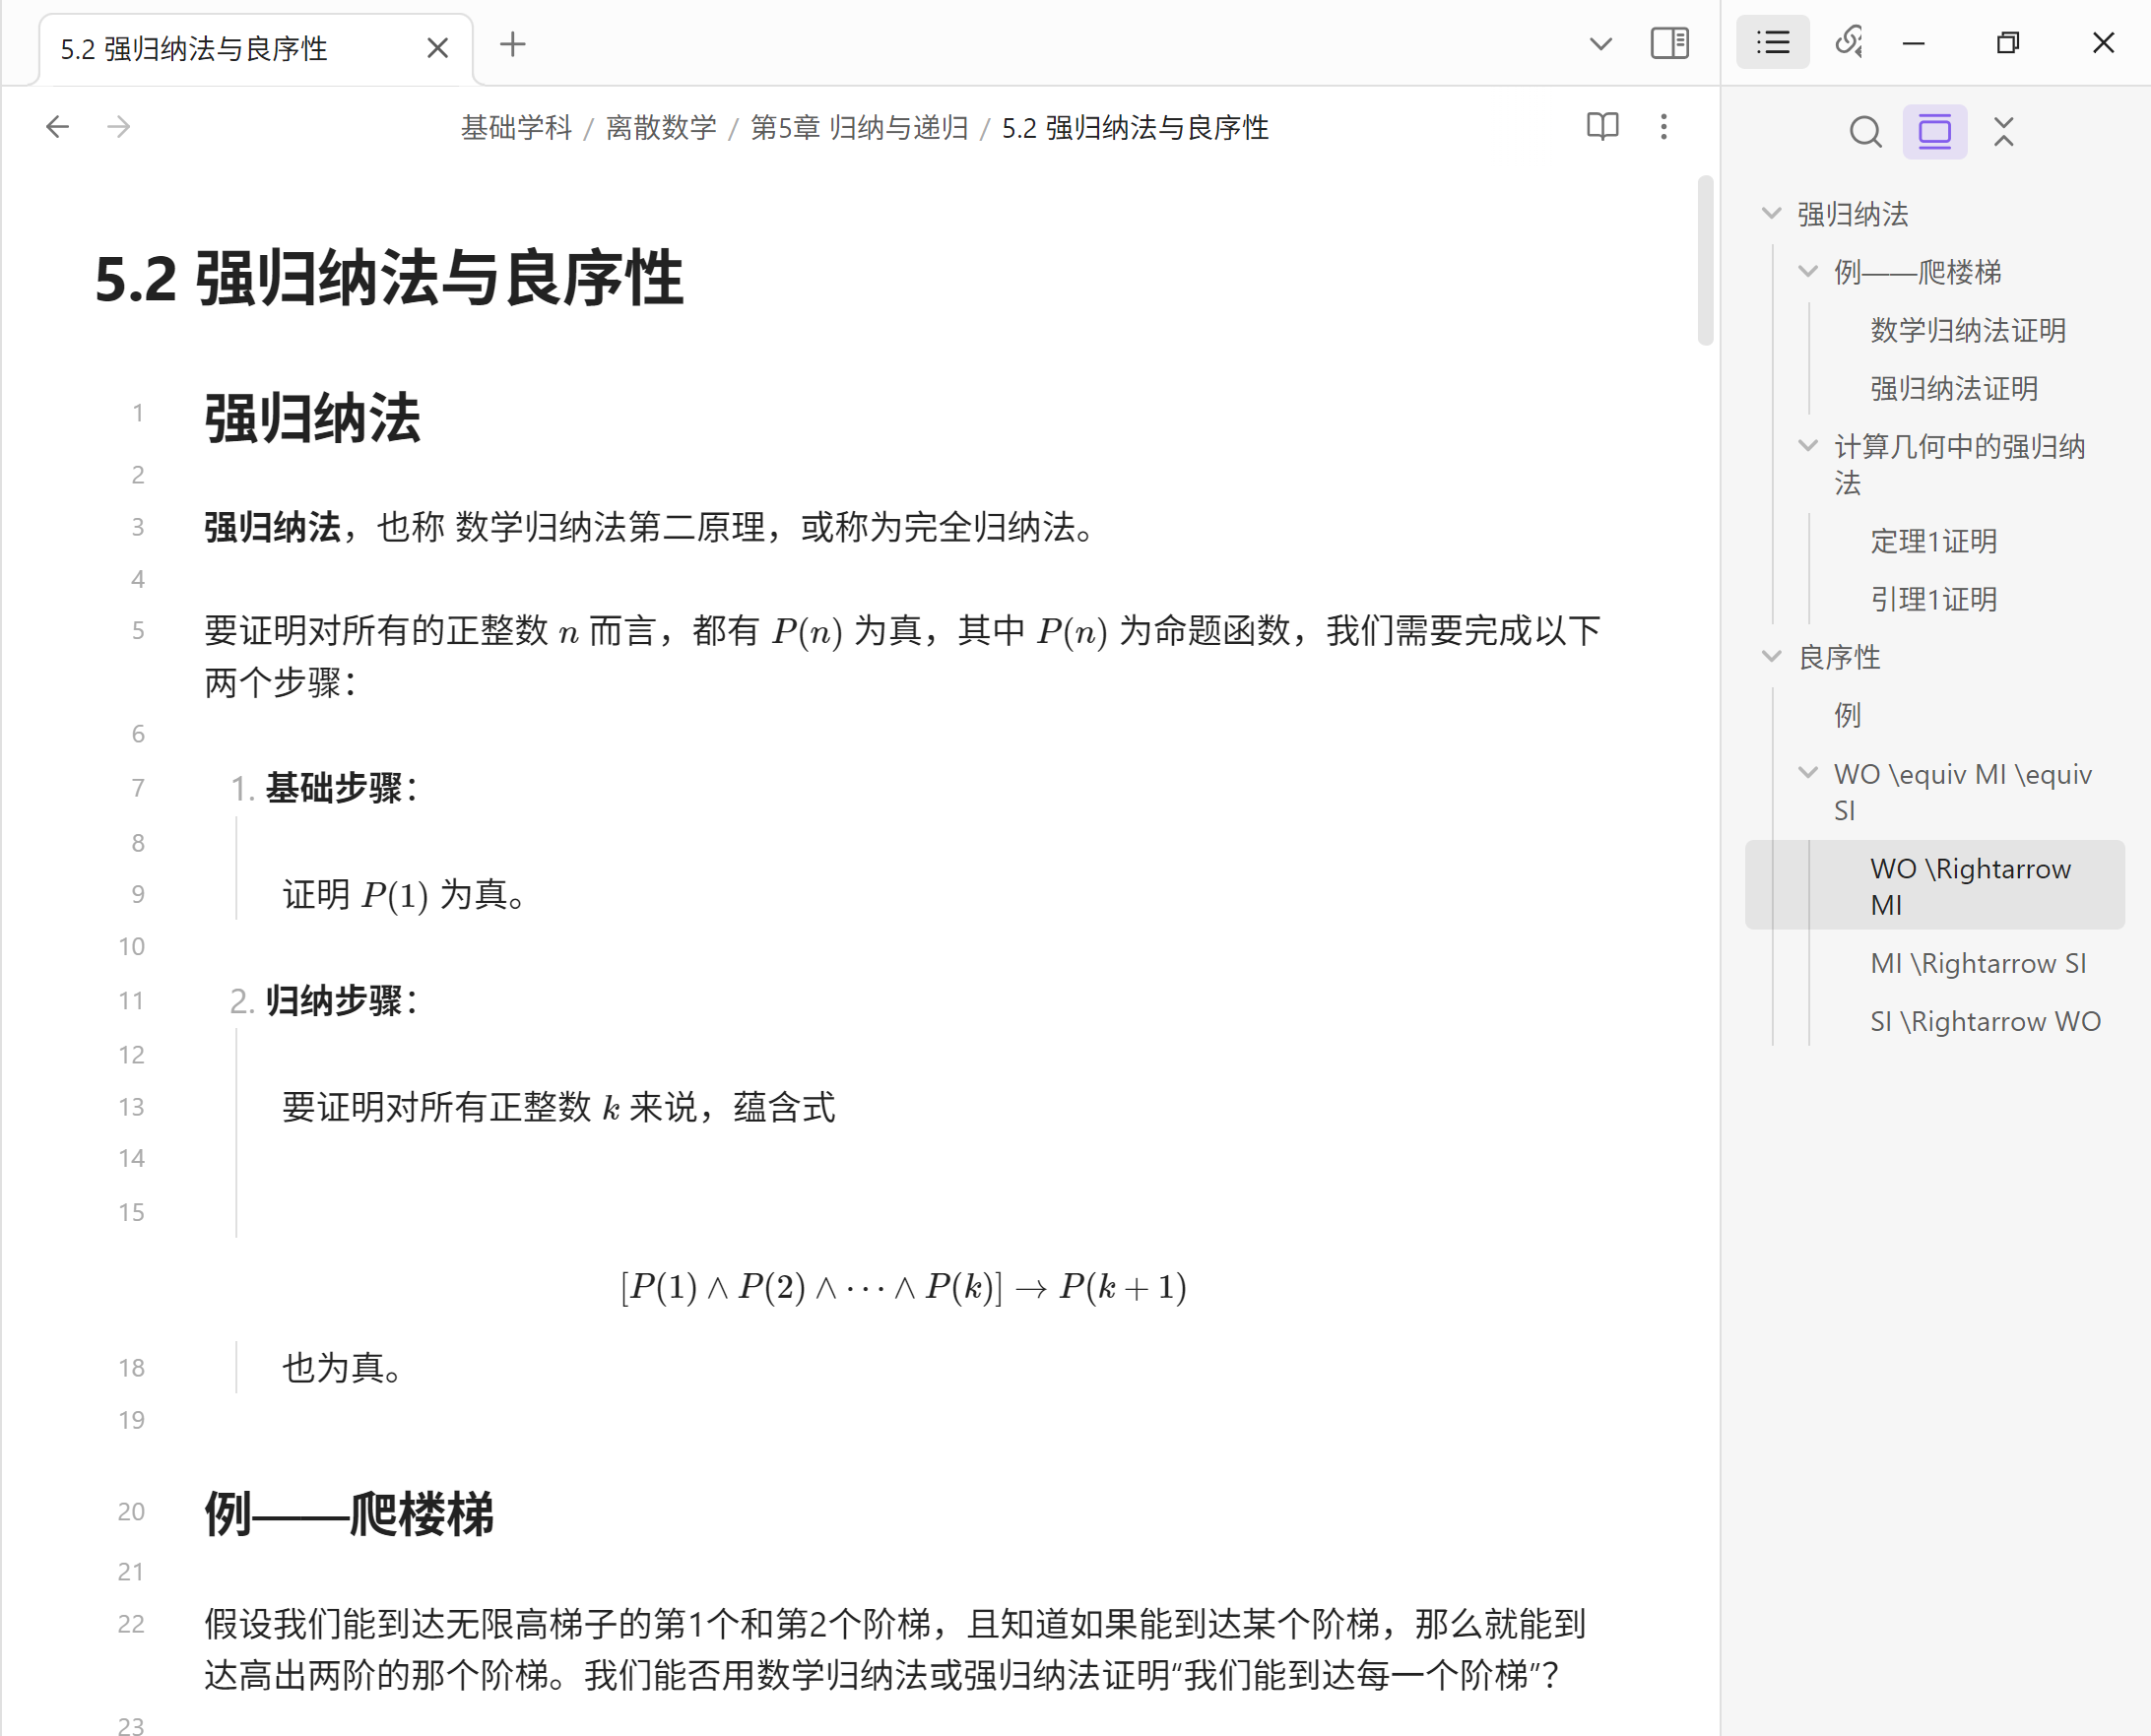 5.2 强归纳法与良序性
基础学科 / 离散数学 / 第5章 归纳与递归 / 5.2 强归纳法与良序性
5.2 强归纳法与良序性
1 强归纳法
2
3 强归纳法，也称 数学归纳法第二原理，或称为完全归纳法。
4
5 要证明对所有的正整数 n 而言，都有 P(n) 为真，其中 P(n) 为命题函数，我们需要完成以下
两个步骤：
6
7 1. 基础步骤：
8
9 证明 P(1) 为真。
10
11 2. 归纳步骤：
12
13 要证明对所有正整数 k 来说，蕴含式
14
15
[P(1) ∧ P(2) ∧ ⋯ ∧ P(k)] → P(k + 1)
18 也为真。
19
20 例——爬楼梯
21
22 假设我们能到达无限高梯子的第1个和第2个阶梯，且知道如果能到达某个阶梯，那么就能到
达高出两阶的那个阶梯。我们能否用数学归纳法或强归纳法证明“我们能到达每一个阶梯”？
23
强归纳法
例——爬楼梯
数学归纳法证明
强归纳法证明
计算几何中的强归纳
法
定理1证明
引理1证明
良序性
例
WO \equiv MI \equiv
SI
WO \Rightarrow
MI
MI \Rightarrow SI
SI \Rightarrow WO